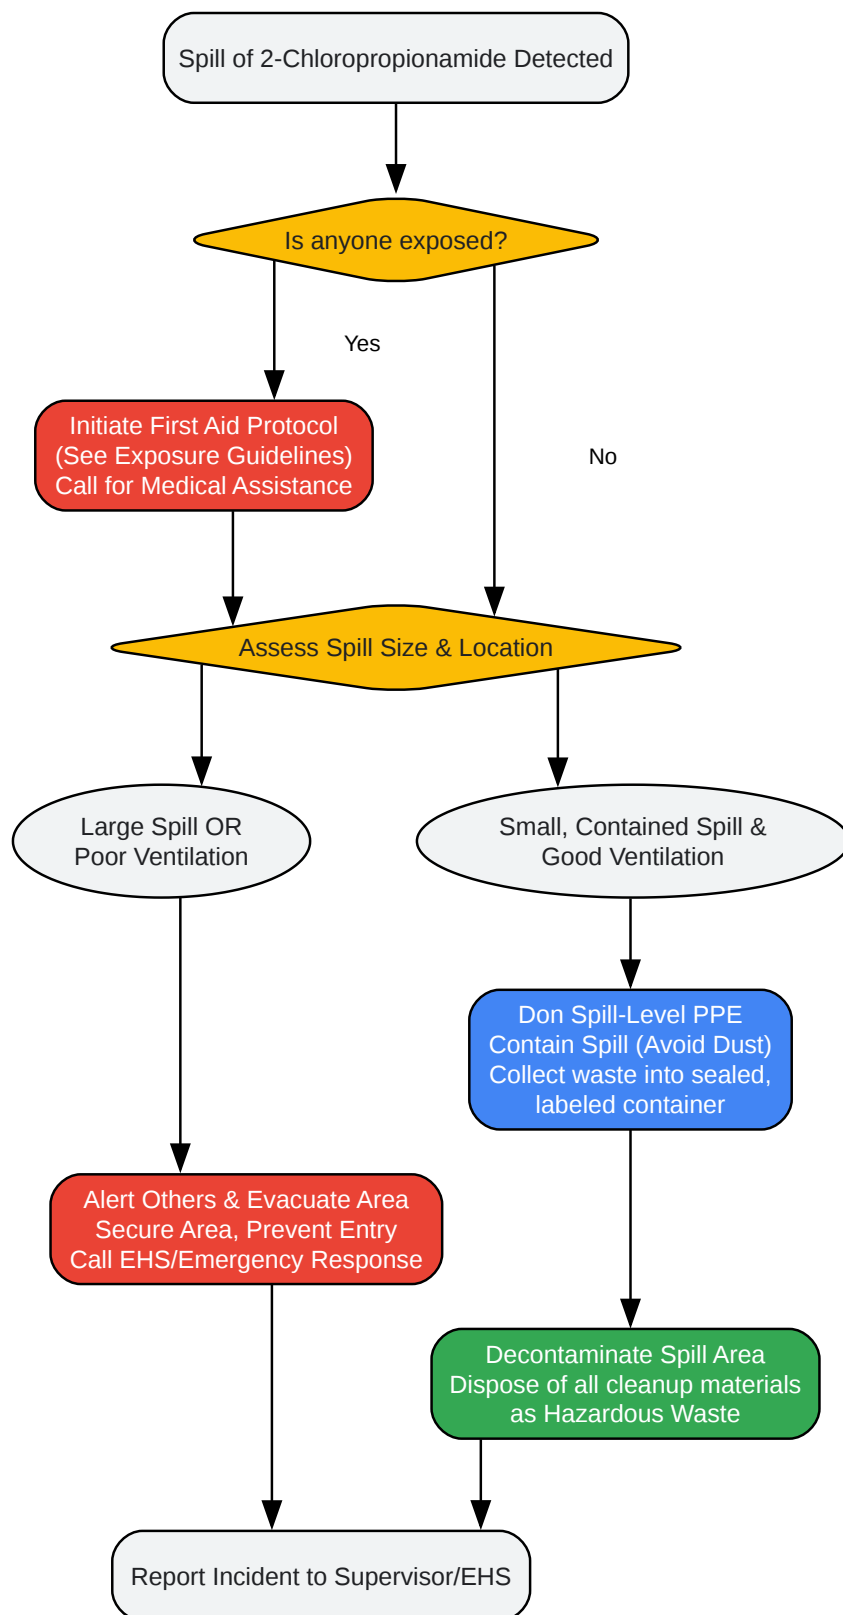 Spill of 2-Chloropropionamide Detected
Is anyone exposed?
Yes
Initiate First Aid Protocol
(See Exposure Guidelines)
Call for Medical Assistance
No
Assess Spill Size & Location
Large Spill OR
Poor Ventilation
Small, Contained Spill &
Good Ventilation
Don Spill-Level PPE
Contain Spill (Avoid Dust)
Collect waste into sealed,
labeled container
Alert Others & Evacuate Area
Secure Area, Prevent Entry
Call EHS/Emergency Response
Decontaminate Spill Area
Dispose of all cleanup materials
as Hazardous Waste
Report Incident to Supervisor/EHS